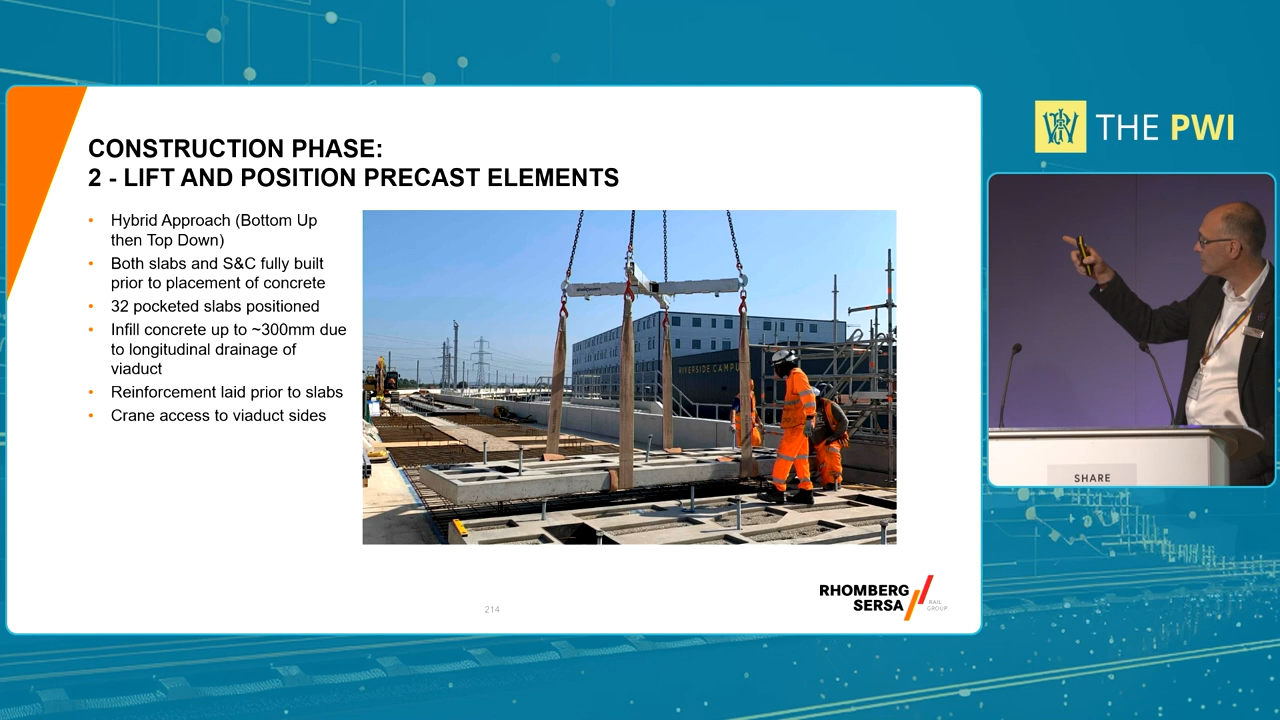 CONSTRUCTION PHASE:
2 - LIFT AND POSITION PRECAST ELEMENTS
• Hybrid Approach (Bottom Up
then Top Down)
• Both slabs and S&C fully built
prior to placement of concrete
• 32 pocketed slabs positioned
• Infill concrete up to ~300mm due
to longitudinal drainage of
viaduct
• Reinforcement laid prior to slabs
• Crane access to viaduct sides
RIVERSIDE CAMPUS
214
RHOMBERG
SERSA
RAIL
GROUP
THE PWI
SHARE